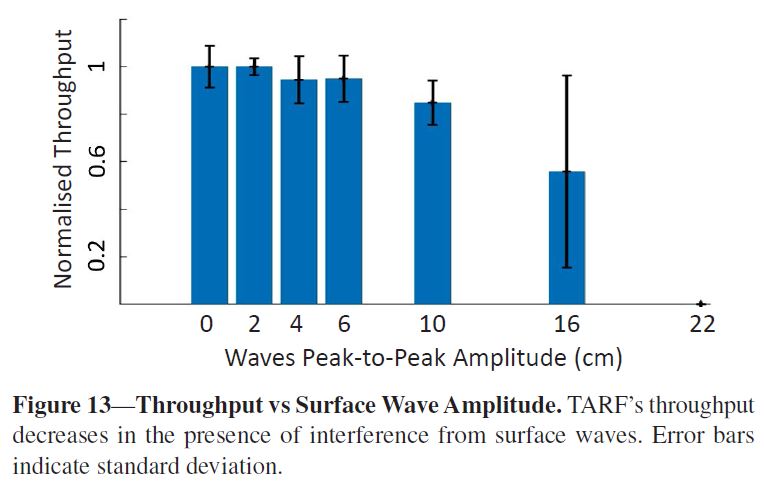 Normalised Throughput
1
0.6
0.2
0 2 4 6 10 16 22
Waves Peak-to-Peak Amplitude (cm)
Figure 13—Throughput vs Surface Wave Amplitude. TARF’s throughput
decreases in the presence of interference from surface waves. Error bars
indicate standard deviation.